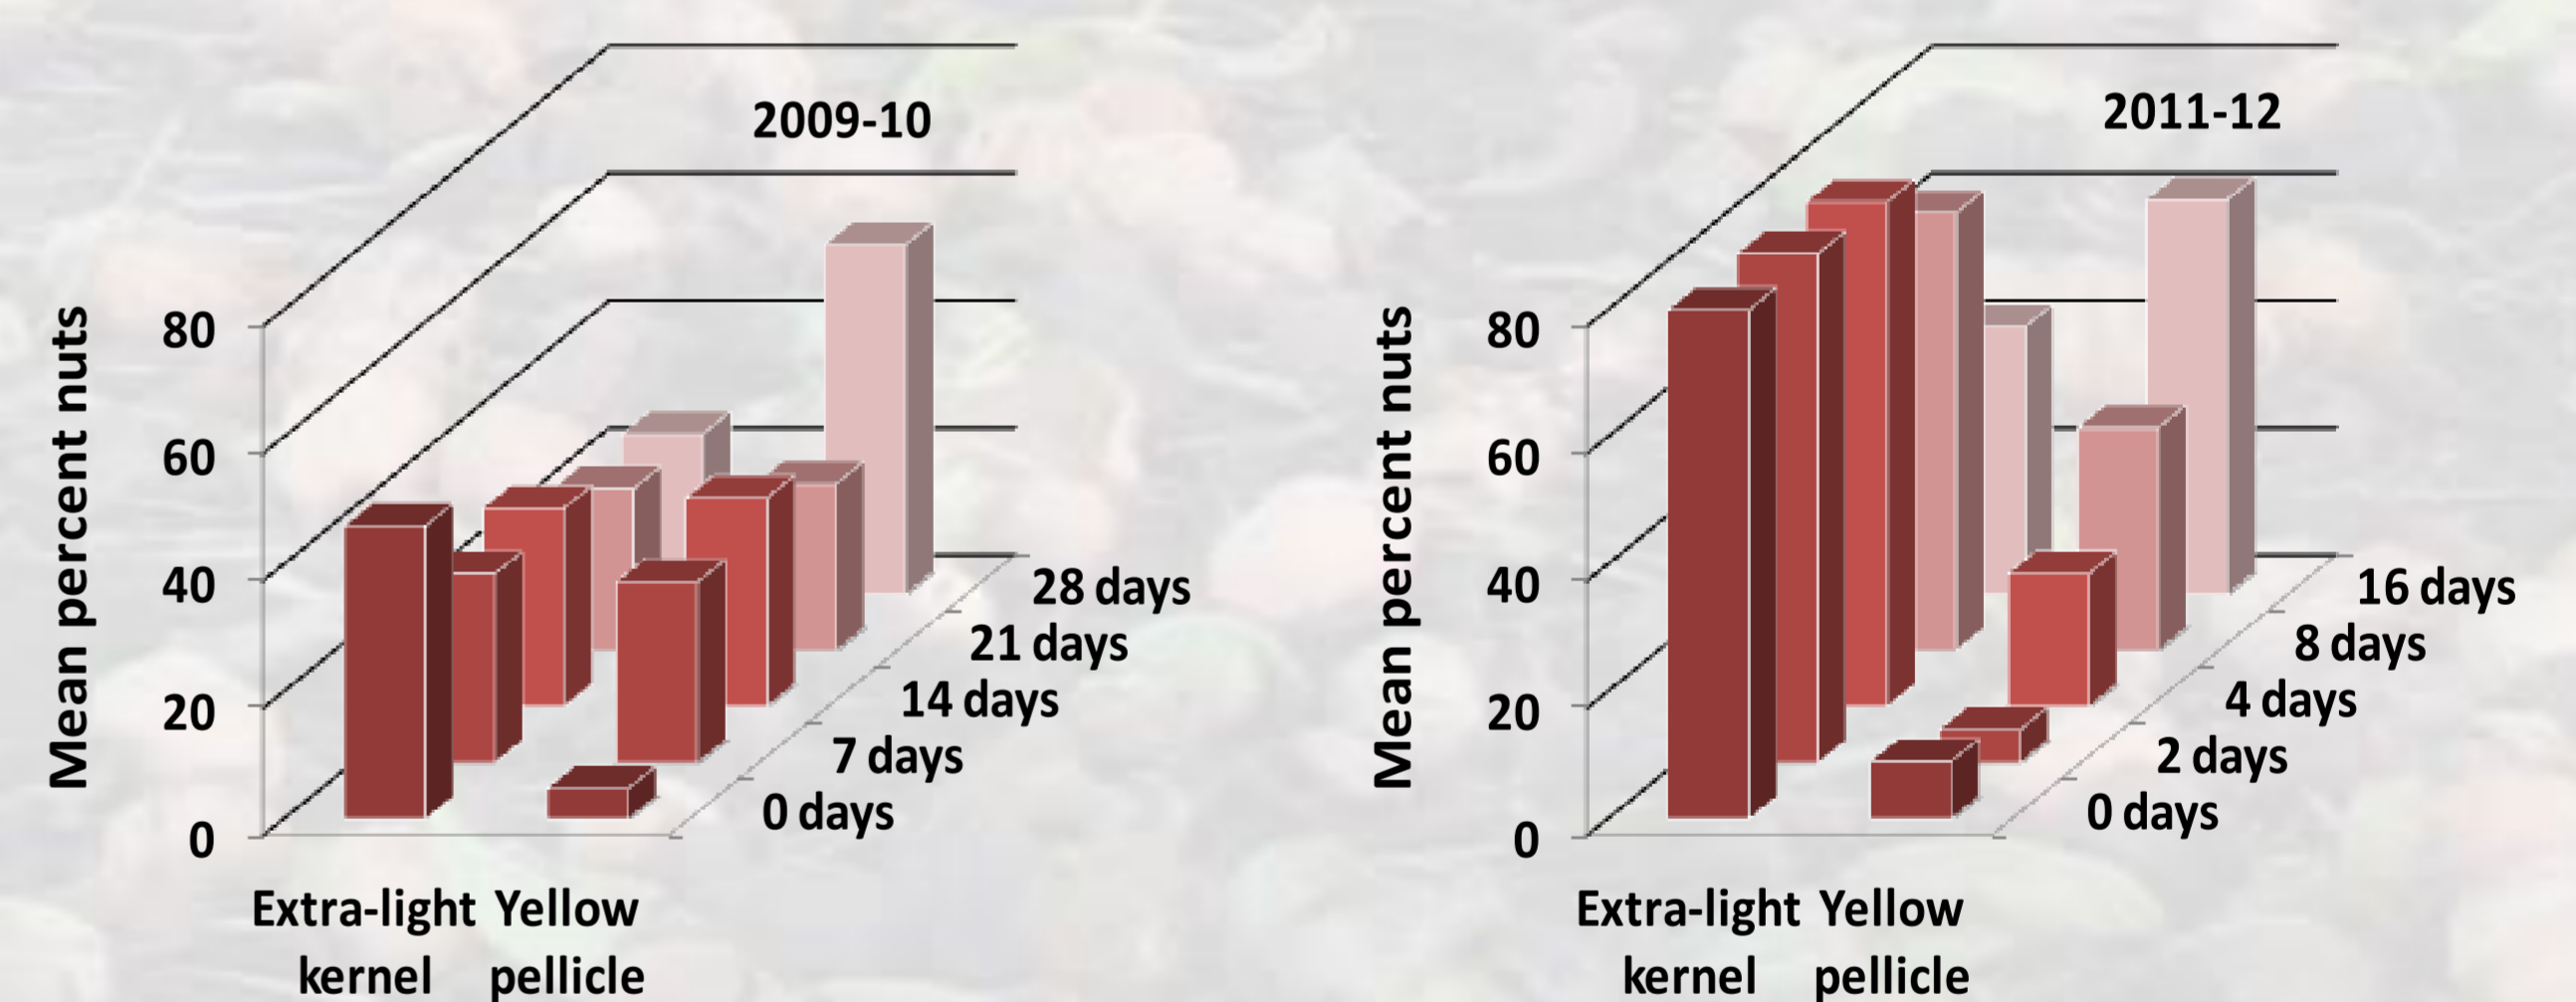 2009-10
Mean percent nuts
80
60
40
20
0
28 days
21 days
14 days
7 days
0 days
Extra-light Yellow
kernel pellicle
2011-12
Mean percent nuts
80
60
40
20
0
16 days
8 days
4 days
2 days
0 days
Extra-light Yellow
kernel pellicle